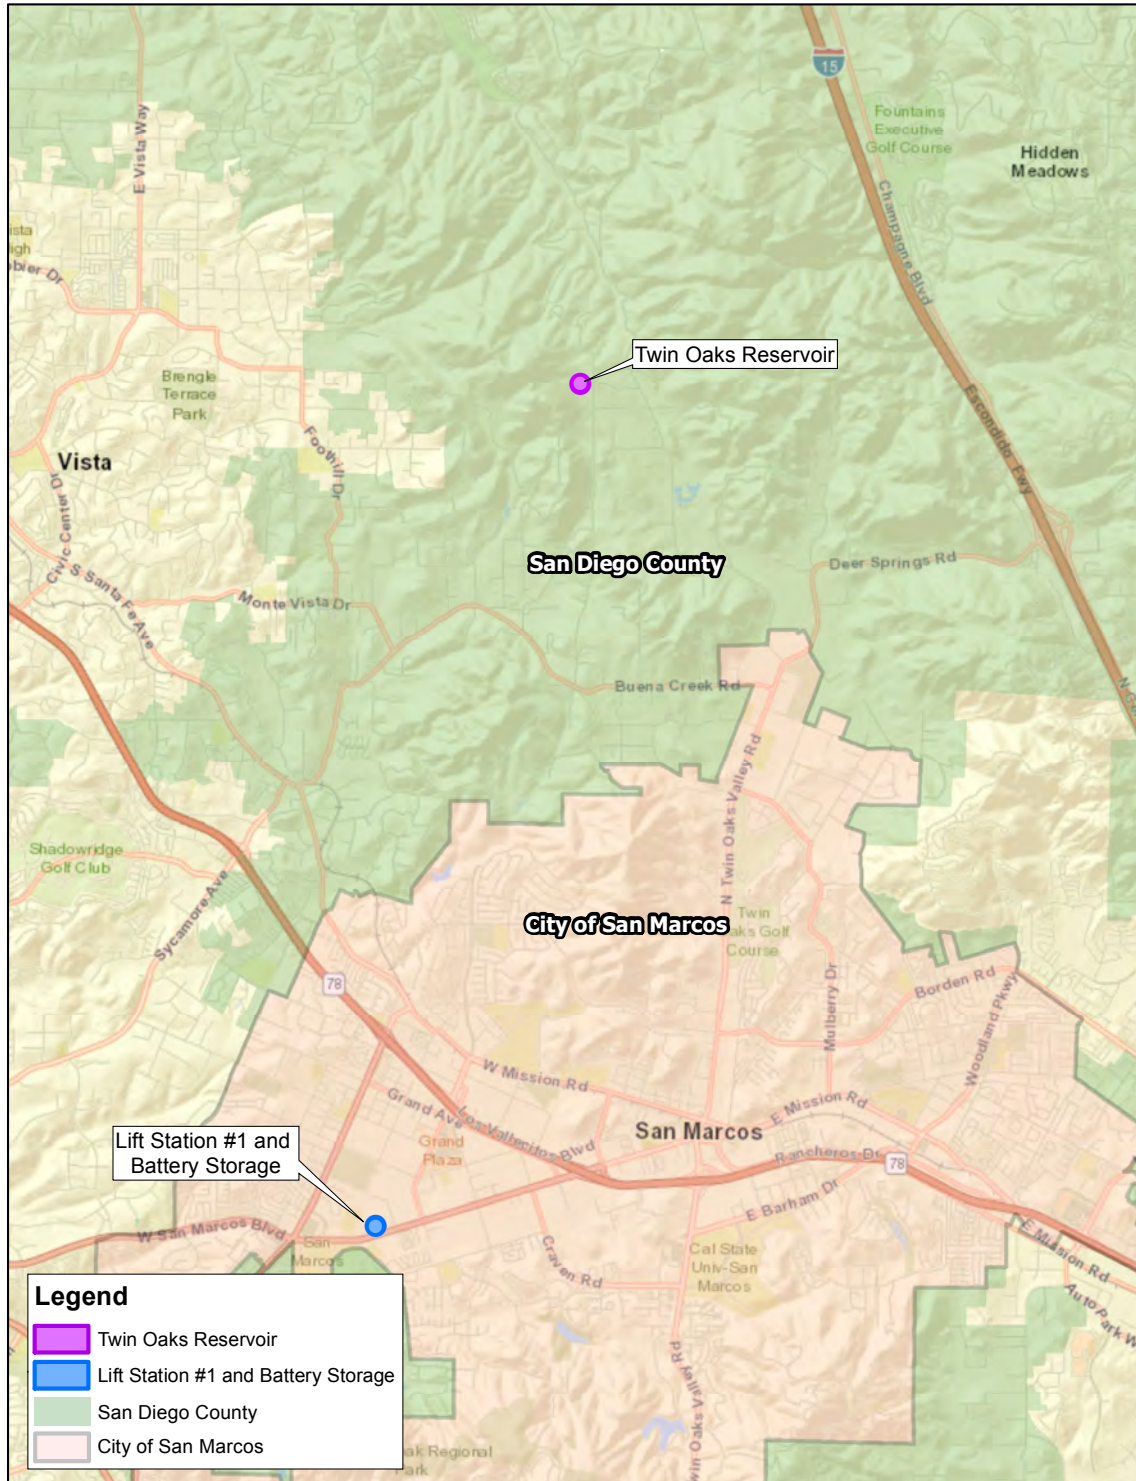 15
Fountains
Executive
Golf Course
Hidden
Meadows
E Vista Way
Champagne Blvd
Twin Oaks Reservoir
Brengle
Terrace
Park
Escondido Fwy
Foothill Dr
Vista
Civic Center Dr
San Diego County
Deer Springs Rd
S Santa Fe Ave
Monte Vista Dr
Buena Creek Rd
N Twin Oaks Valley Rd
Shadowridge
Golf Club
Sycamore Ave
City of San Marcos
Twin
Oaks Golf
Course
78
Borden Rd
Mulberry Dr
Woodland Pkwy
W Mission Rd
Grand Ave
Los Vallecitos Blvd
E Mission Rd
San Marcos
Rancheros Dr
78
Grand
Plaza
Lift Station #1 and
Battery Storage
E Barham Dr
W San Marcos Blvd
San
Marcos
Craven Rd
Cal State
Univ-San
Marcos
E Mission Rd
Auto Park W
Twin Oaks Valley Rd
Legend
Twin Oaks Reservoir
Lift Station #1 and Battery Storage
San Diego County
City of San Marcos
ak Regional
Park